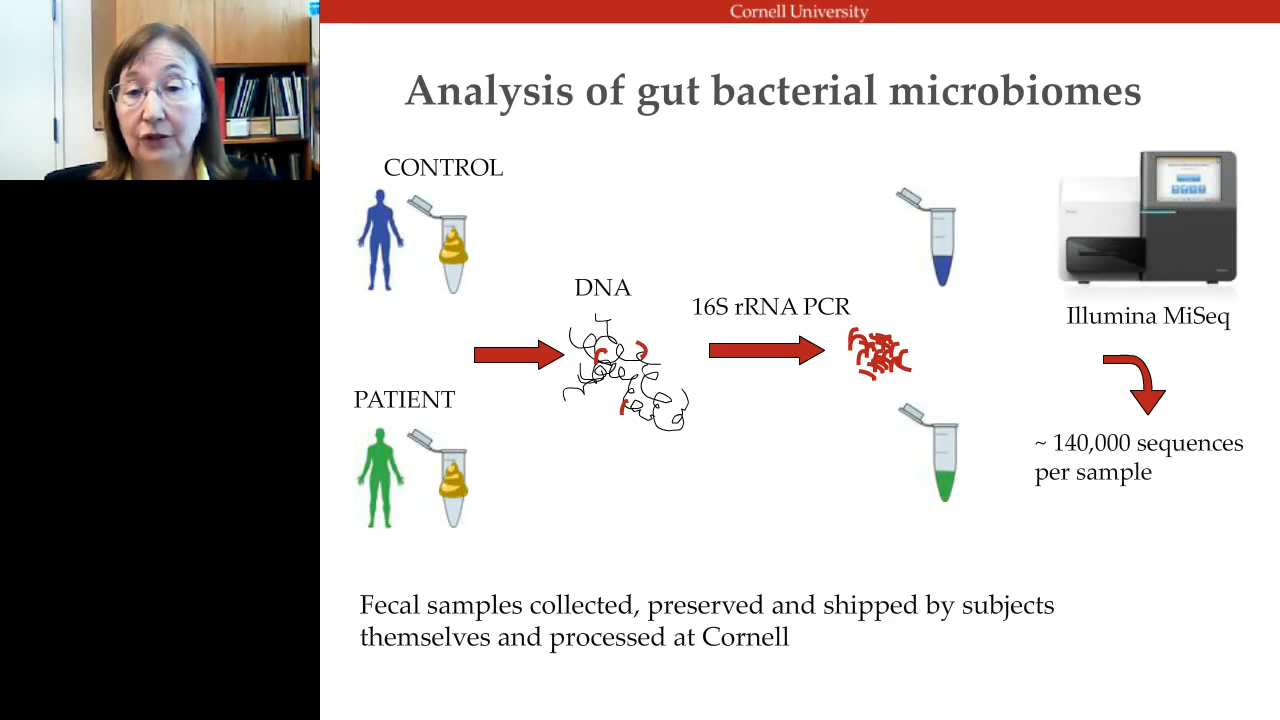 Cornell University
Analysis of gut bacterial microbiomes
CONTROL
DNA
16S rRNA PCR
Illumina MiSeq
PATIENT
~ 140,000 sequences
per sample
Fecal samples collected, preserved and shipped by subjects
themselves and processed at Cornell